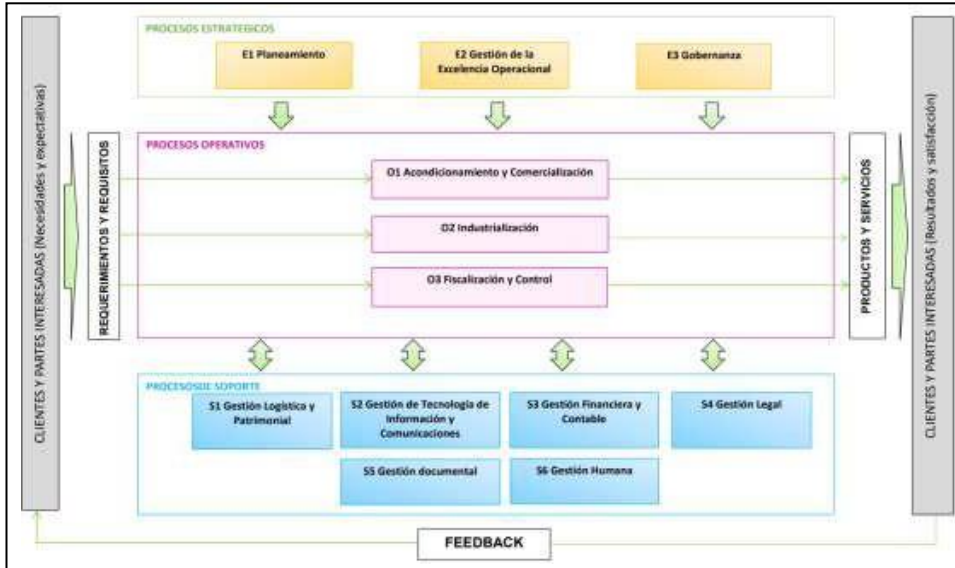 CLIENTES Y PARTES INTERESADAS (Necesidades y expectativas)
REQUERIMIENTOS Y REQUISITOS
PROCESOS ESTRATEGICOS
E1 Planeamiento
E2 Gestión de la
Excelencia Operacional
E3 Gobernanza
PROCESOS OPERATIVOS
O1 Acondicionamiento y Comercialización
O2 Industrialización
O3 Fiscalización y Control
PROCESOSDE SOPORTE
S1 Gestión Logística y
Patrimonial
S2 Gestión de Tecnología de
Información y
Comunicaciones
S3 Gestión Financiera y
Contable
S4 Gestión Legal
S5 Gestión documental
S6 Gestión Humana
PRODUCTOS Y SERVICIOS
CLIENTES Y PARTES INTERESADAS (Resultados y satisfacción)
FEEDBACK